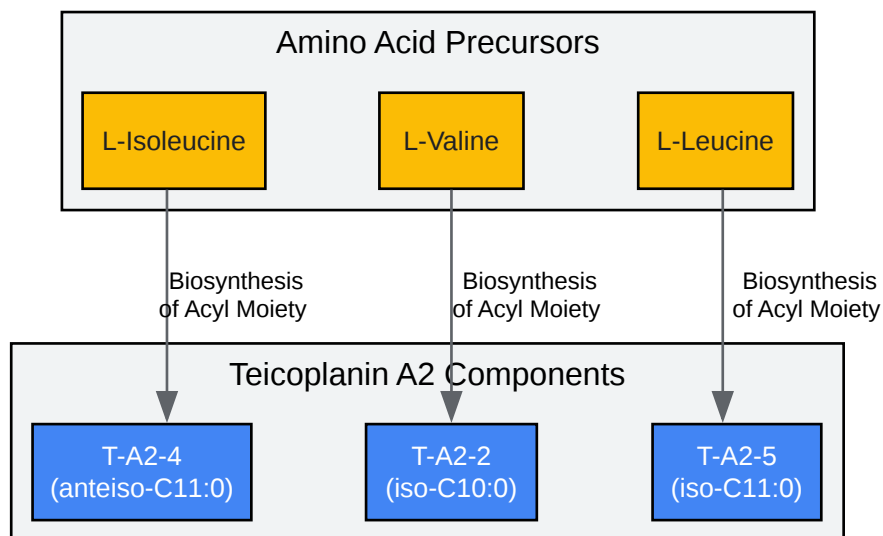 Amino Acid Precursors
L-Isoleucine
L-Valine
L-Leucine
Biosynthesis
of Acyl Moiety
Biosynthesis
of Acyl Moiety
Biosynthesis
of Acyl Moiety
Teicoplanin A2 Components
T-A2-4
(anteiso-C11:0)
T-A2-2
(iso-C10:0)
T-A2-5
(iso-C11:0)